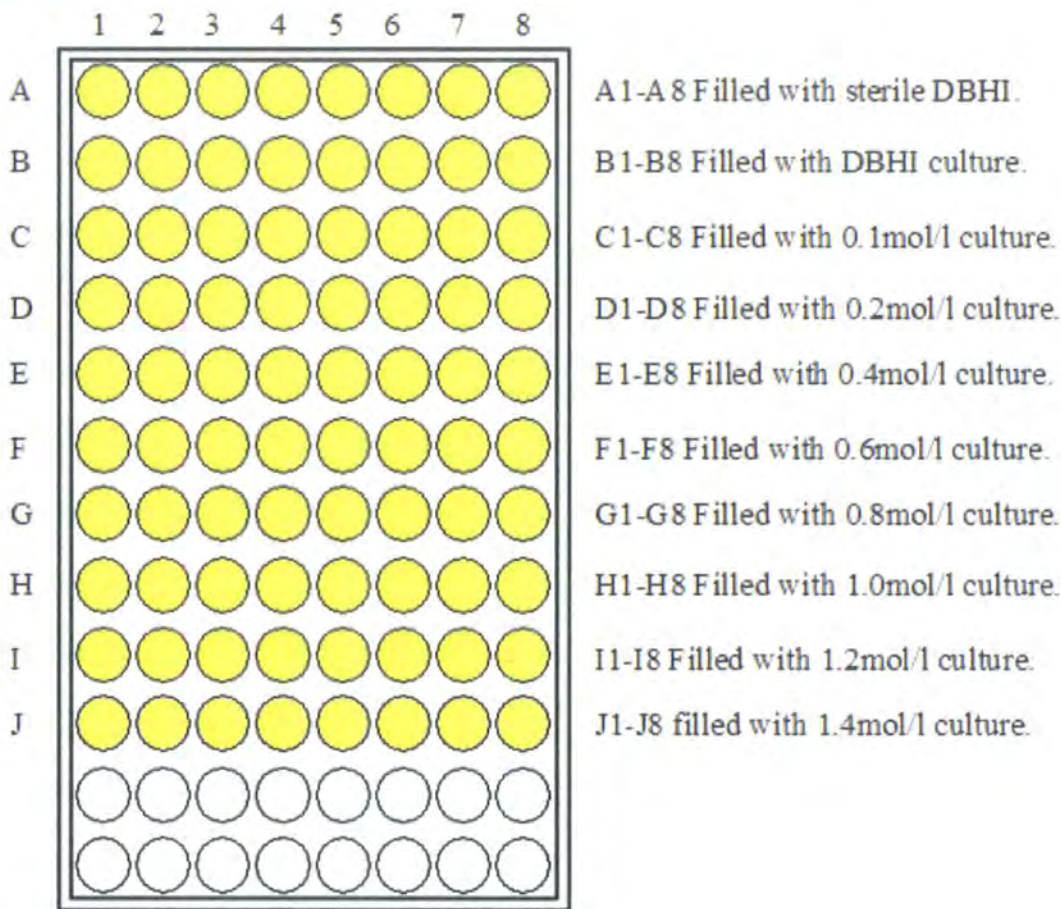 1 2 3 4 5 6 7 8
A A1-A8 Filled with sterile DBHI.
B B1-B8 Filled with DBHI culture.
C C1-C8 Filled with 0.1mol/l culture.
D D1-D8 Filled with 0.2mol/l culture.
E E1-E8 Filled with 0.4mol/l culture.
F F1-F8 Filled with 0.6mol/l culture.
G G1-G8 Filled with 0.8mol/l culture.
H H1-H8 Filled with 1.0mol/l culture.
I I1-I8 Filled with 1.2mol/l culture.
J J1-J8 filled with 1.4mol/l culture.